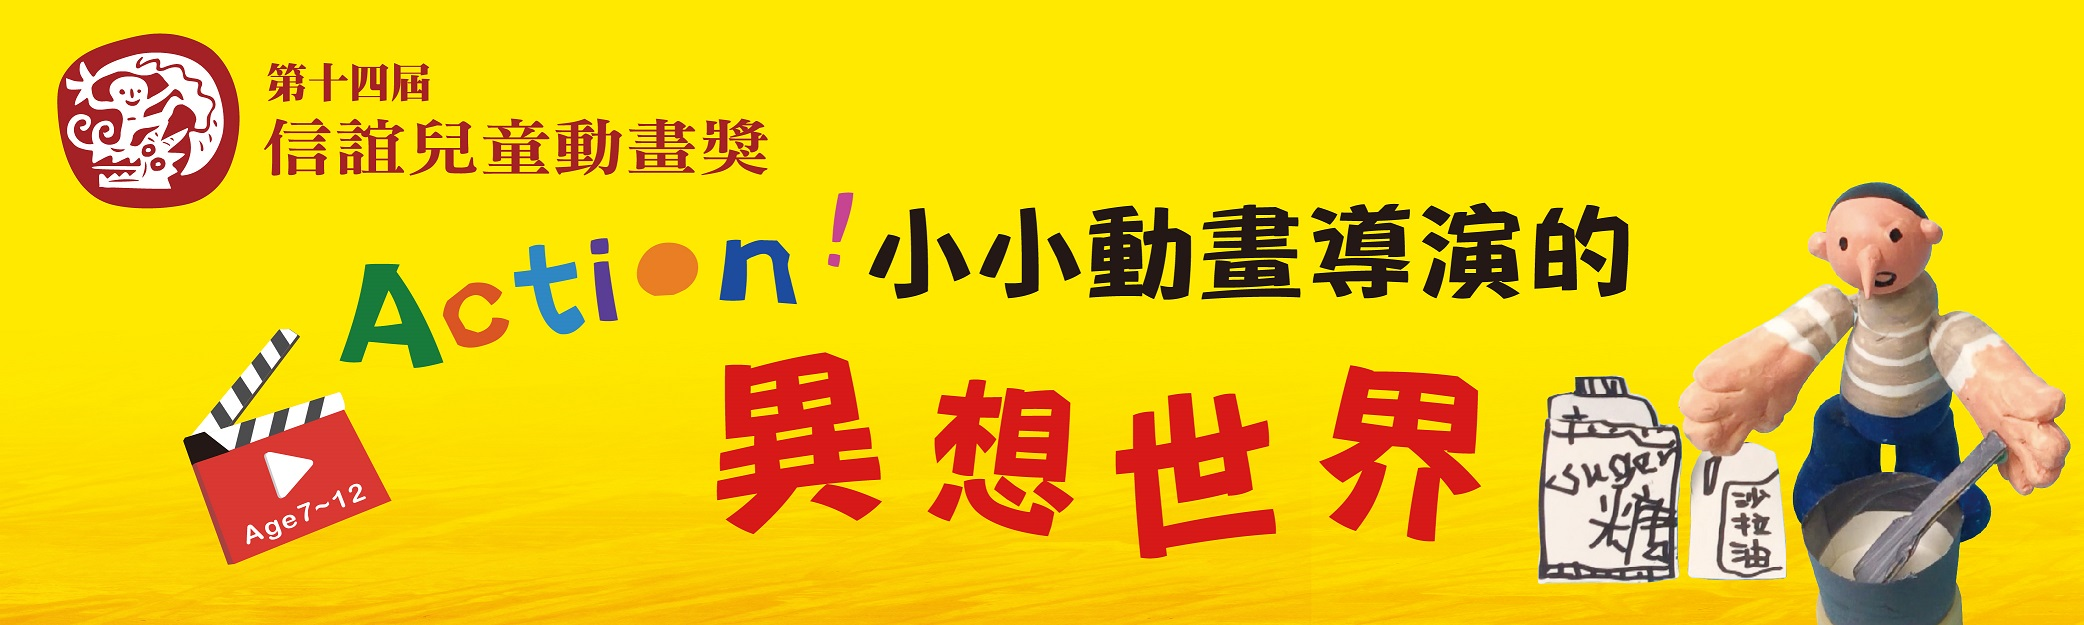 第十四屆
信誼兒童動畫獎
Action!小小動畫導演的
異想世界
Age7~12
sugar
糖
沙拉油